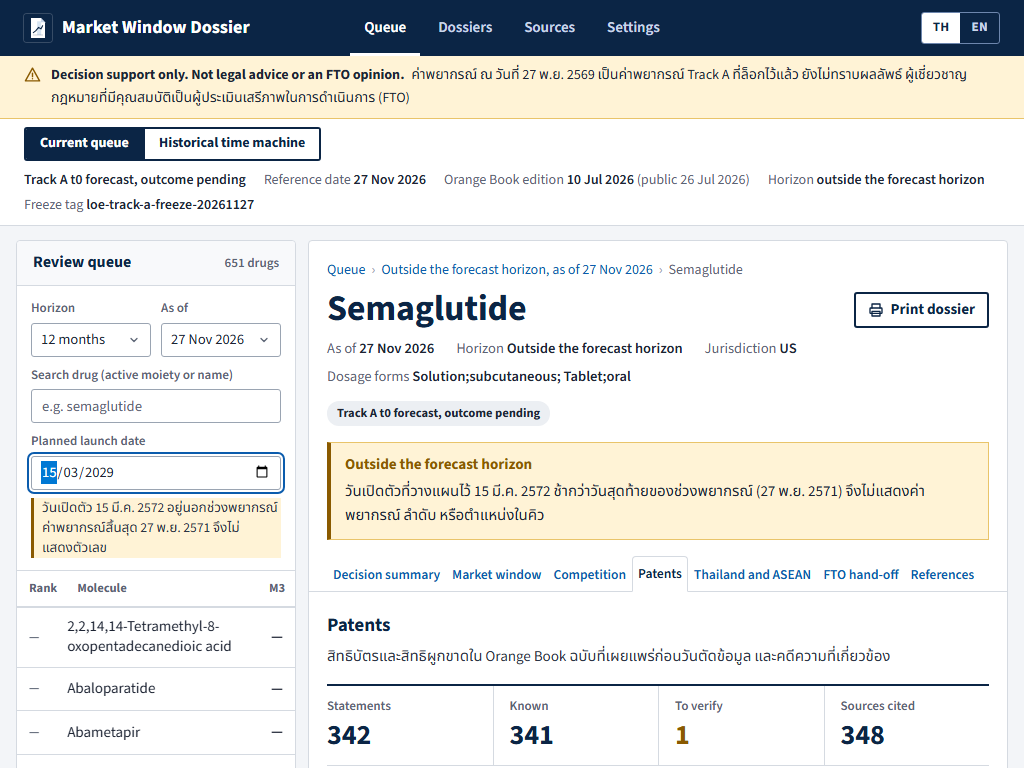 Market Window Dossier
Queue Dossiers Sources Settings
TH EN
Decision support only. Not legal advice or an FTO opinion. ค่าพยากรณ์ ณ วันที่ 27 พ.ย. 2569 เป็นค่าพยากรณ์ Track A ที่ล็อกไว้แล้ว ยังไม่ทราบผลลัพธ์ ผู้เชี่ยวชาญ
กฎหมายที่มีคุณสมบัติเป็นผู้ประเมินเสรีภาพในการดำเนินการ (FTO)
Current queue Historical time machine
Track A t0 forecast, outcome pending Reference date 27 Nov 2026 Orange Book edition 10 Jul 2026 (public 26 Jul 2026) Horizon outside the forecast horizon
Freeze tag loe-track-a-freeze-20261127
Review queue 651 drugs
Horizon As of
12 months 27 Nov 2026
Search drug (active moiety or name)
e.g. semaglutide
Planned launch date
15/03/2029
วันเปิดตัว 15 มี.ค. 2572 อยู่นอกช่วงพยากรณ์
ค่าพยากรณ์สิ้นสุด 27 พ.ย. 2571 จึงไม่
แสดงตัวเลข
Rank Molecule M3
– 2,2,14,14-Tetramethyl-8-
oxopentadecanedioic acid —
– Abaloparatide —
– Abametapir —
Queue › Outside the forecast horizon, as of 27 Nov 2026 › Semaglutide
Semaglutide
Print dossier
As of 27 Nov 2026 Horizon Outside the forecast horizon Jurisdiction US
Dosage forms Solution;subcutaneous; Tablet;oral
Track A t0 forecast, outcome pending
Outside the forecast horizon
วันเปิดตัวที่วางแผนไว้ 15 มี.ค. 2572 ช้ากว่าวันสุดท้ายของช่วงพยากรณ์ (27 พ.ย. 2571) จึงไม่แสดงค่า
พยากรณ์ ลำดับ หรือตำแหน่งในคิว
Decision summary Market window Competition Patents Thailand and ASEAN FTO hand-off References
Patents
สิทธิบัตรและสิทธิผูกขาดใน Orange Book ฉบับที่เผยแพร่ก่อนวันตัดข้อมูล และคดีความที่เกี่ยวข้อง
Statements Known To verify Sources cited
342 341 1 348